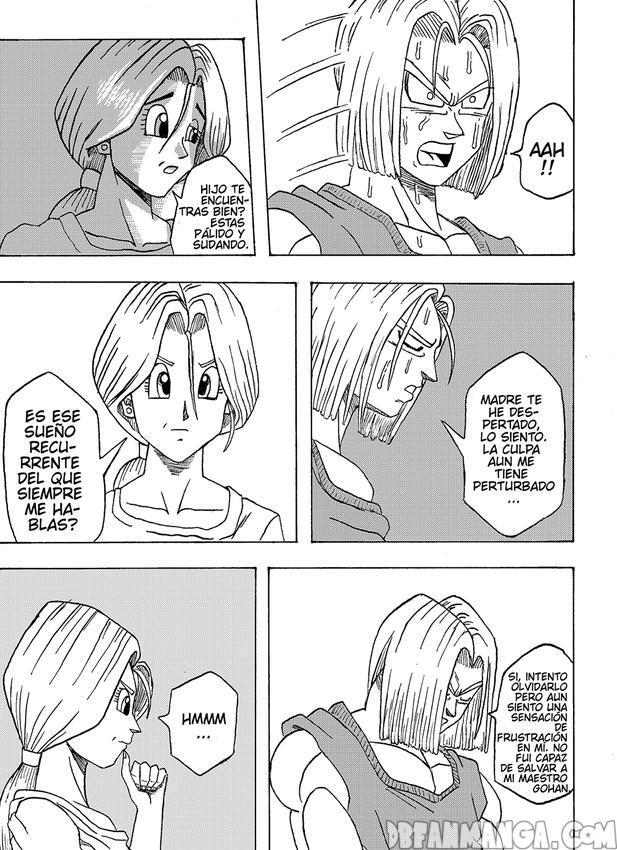 AAH
!!
HIJO TE
ENCUEN-
TRAS BIEN?
ESTAS
PÁLIDO Y
SUDANDO.
MADRE TE
HE DES-
PERTADO,
LO SIENTO.
LA CULPA
AUN ME
TIENE
PERTURBADO
...
ES ESE
SUEÑO
RECU-
RRENTE
DEL QUE
SIEMPRE
ME HA-
BLAS?
SI, INTENTO
OLVIDARLO
PERO AUN
SIENTO UNA
SENSACIÓN
DE
FRUSTRACIÓN
EN MÍ. NO
FUI CAPAZ
DE SALVAR A
MI MAESTRO
GOHAN.
HMMM
...
DBFANMANGA.COM